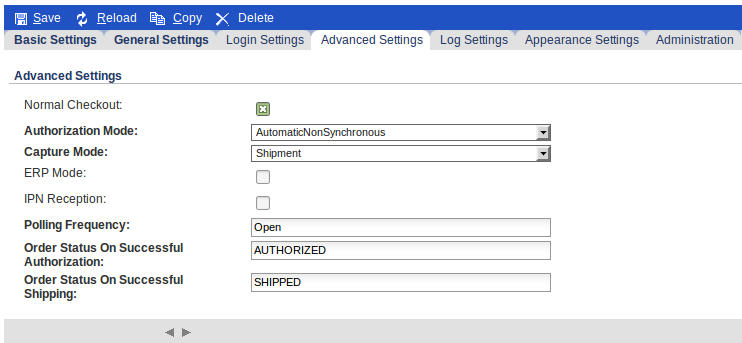 Save Reload Copy Delete
Basic Settings General Settings Login Settings Advanced Settings Log Settings Appearance Settings Administration
Advanced Settings
Normal Checkout:
Authorization Mode: AutomaticNonSynchronous
Capture Mode: Shipment
ERP Mode:
IPN Reception:
Polling Frequency: Open
Order Status On Successful
Authorization: AUTHORIZED
Order Status On Successful
Shipping: SHIPPED